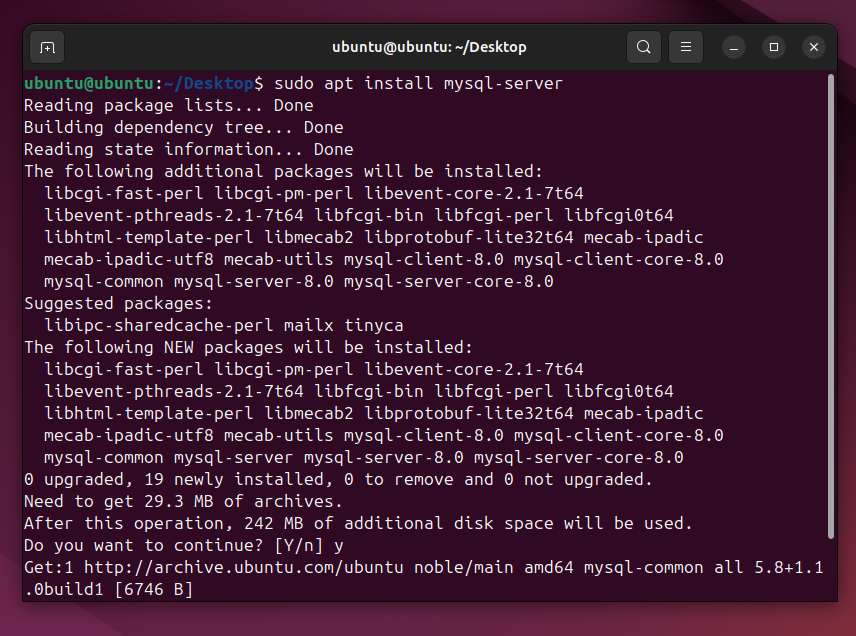 ubuntu@ubuntu: ~/Desktop
ubuntu@ubuntu:~/Desktop$ sudo apt install mysql-server
Reading package lists... Done
Building dependency tree... Done
Reading state information... Done
The following additional packages will be installed:
  libcgi-fast-perl libcgi-pm-perl libevent-core-2.1-7t64
  libevent-pthreads-2.1-7t64 libfcgi-bin libfcgi-perl libfcgi0t64
  libhtml-template-perl libmecab2 libprotobuf-lite32t64 mecab-ipadic
  mecab-ipadic-utf8 mecab-utils mysql-client-8.0 mysql-client-core-8.0
  mysql-common mysql-server-8.0 mysql-server-core-8.0
Suggested packages:
  libipc-sharedcache-perl mailx tinyca
The following NEW packages will be installed:
  libcgi-fast-perl libcgi-pm-perl libevent-core-2.1-7t64
  libevent-pthreads-2.1-7t64 libfcgi-bin libfcgi-perl libfcgi0t64
  libhtml-template-perl libmecab2 libprotobuf-lite32t64 mecab-ipadic
  mecab-ipadic-utf8 mecab-utils mysql-client-8.0 mysql-client-core-8.0
  mysql-common mysql-server mysql-server-8.0 mysql-server-core-8.0
0 upgraded, 19 newly installed, 0 to remove and 0 not upgraded.
Need to get 29.3 MB of archives.
After this operation, 242 MB of additional disk space will be used.
Do you want to continue? [Y/n] y
Get:1 http://archive.ubuntu.com/ubuntu noble/main amd64 mysql-common all 5.8+1.1
.0build1 [6746 B]